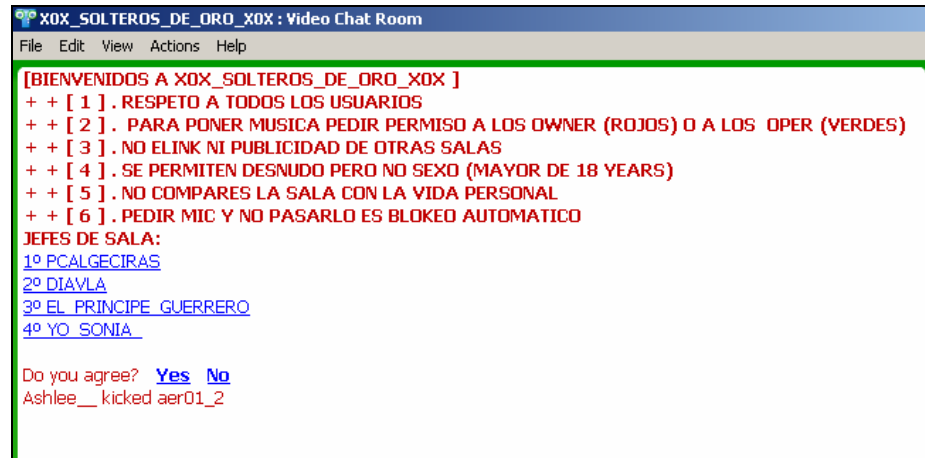 X0X_SOLTEROS_DE_ORO_X0X : Video Chat Room
File Edit View Actions Help
[BIENVENIDOS A X0X_SOLTEROS_DE_ORO_X0X ]
+ + [ 1 ] . RESPETO A TODOS LOS USUARIOS
+ + [ 2 ] . PARA PONER MUSICA PEDIR PERMISO A LOS OWNER (ROJOS) O A LOS OPER (VERDES)
+ + [ 3 ] . NO ELINK NI PUBLICIDAD DE OTRAS SALAS
+ + [ 4 ] . SE PERMITEN DESNUDO PERO NO SEXO (MAYOR DE 18 YEARS)
+ + [ 5 ] . NO COMPARES LA SALA CON LA VIDA PERSONAL
+ + [ 6 ] . PEDIR MIC Y NO PASARLO ES BLOKEO AUTOMATICO
JEFES DE SALA:
1º PCALGECIRAS
2º DIAVLA
3º EL_PRINCIPE_GUERRERO
4º YO_SONIA_
Do you agree? Yes No
Ashlee__ kicked aer01_2